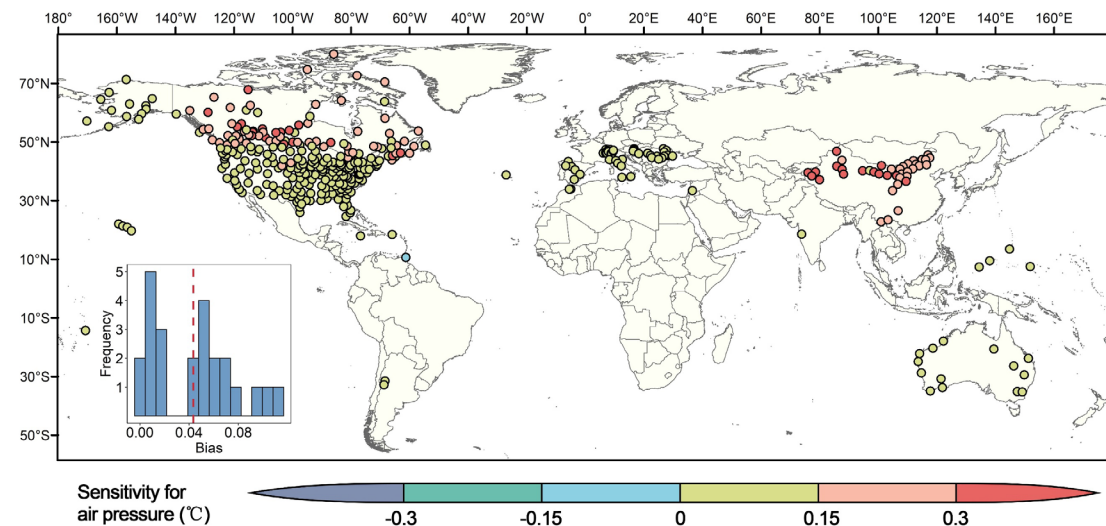 180° 160°W 140°W 120°W 100°W 80°W 60°W 40°W 20°W 0° 20°E 40°E 60°E 80°E 100°E 120°E 140°E 160°E
70°N
50°N
30°N
10°N
10°S
30°S
50°S
5
4
3
2
1
Frequency
0.00 0.04 0.08
Bias
Sensitivity for
air pressure (℃)
-0.3 -0.15 0 0.15 0.3